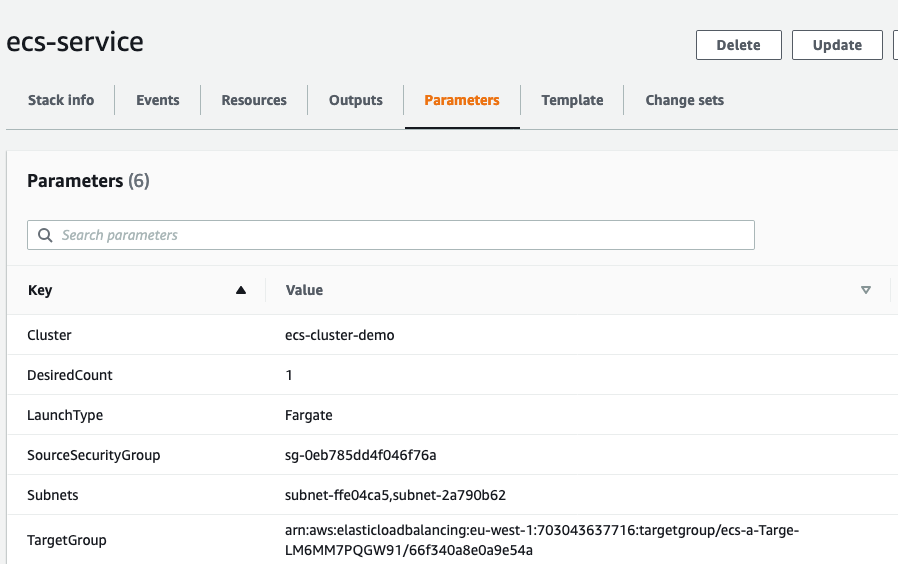 ecs-service
Delete
Update
Stack info
Events
Resources
Outputs
Parameters
Template
Change sets
Parameters (6)
Search parameters
Key
Value
Cluster
ecs-cluster-demo
DesiredCount
1
LaunchType
Fargate
SourceSecurityGroup
sg-0eb785dd4f046f76a
Subnets
subnet-ffe04ca5,subnet-2a790b62
TargetGroup
arn:aws:elasticloadbalancing:eu-west-1:703043637716:targetgroup/ecs-a-Targe-
LM6MM7PQGW91/66f340a8e0a9e54a